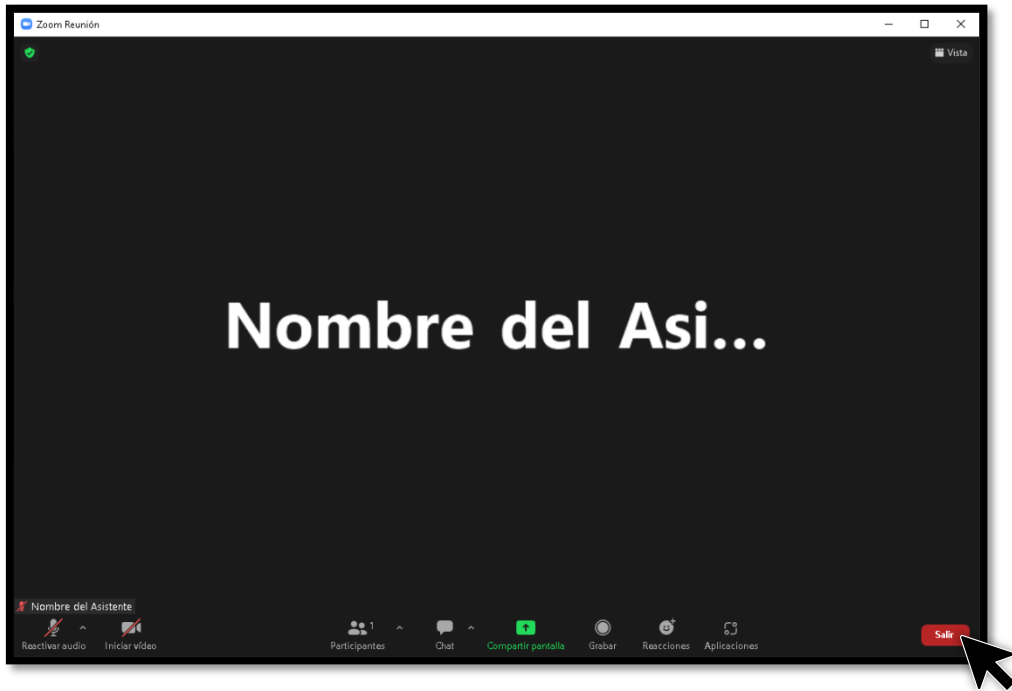 Zoom Reunión
Vista
Nombre del Asi...
Nombre del Asistente
Reactivar audio
Iniciar vídeo
1
Participantes
Chat
Compartir pantalla
Grabar
Reacciones
Aplicaciones
Salir